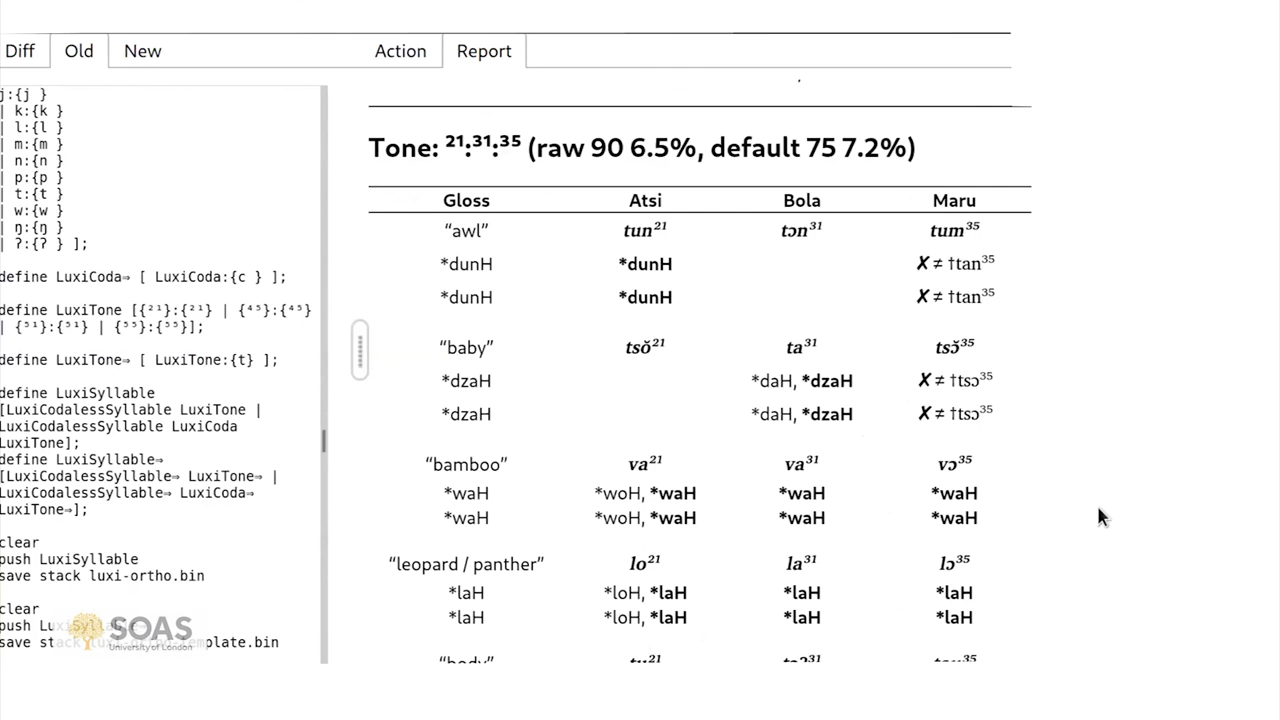 Diff Old New Action Report
j:{j }
| k:{k }
| l:{l }
| m:{m }
| n:{n }
| p:{p }
| t:{t }
| w:{w }
| ŋ:{ŋ }
| ʔ:{ʔ } ];
define LuxiCoda⇒ [ LuxiCoda:{c } ];
define LuxiTone [{²¹}:{²¹} | {⁴⁵}:{⁴⁵}
| {⁵¹}:{⁵¹} | {⁵⁵}:{⁵⁵}];
define LuxiTone⇒ [ LuxiTone:{t} ];
define LuxiSyllable
[LuxiCodalessSyllable LuxiTone |
LuxiCodalessSyllable LuxiCoda
LuxiTone];
define LuxiSyllable⇒
[LuxiCodalessSyllable⇒ LuxiTone⇒ |
LuxiCodalessSyllable⇒ LuxiCoda⇒
LuxiTone⇒];
clear
push LuxiSyllable
save stack luxi-ortho.bin
clear
push
save stack
Tone: ²¹:³¹:³⁵ (raw 90 6.5%, default 75 7.2%)
Gloss Atsi Bola Maru
“awl” tun²¹ tɔn³¹ tum³⁵
*dunH *dunH ✘ ≠ †tan³⁵
*dunH *dunH ✘ ≠ †tan³⁵
“baby” tsŏ²¹ ta³¹ tsɔ̆³⁵
*dzaH *daH, *dzaH ✘ ≠ †tsɔ³⁵
*dzaH *daH, *dzaH ✘ ≠ †tsɔ³⁵
“bamboo” va²¹ va³¹ vɔ³⁵
*waH *woH, *waH *waH *waH
*waH *woH, *waH *waH *waH
“leopard / panther” lo²¹ la³¹ lɔ³⁵
*laH *loH, *laH *laH *laH
*laH *loH, *laH *laH *laH
SOAS
University of London